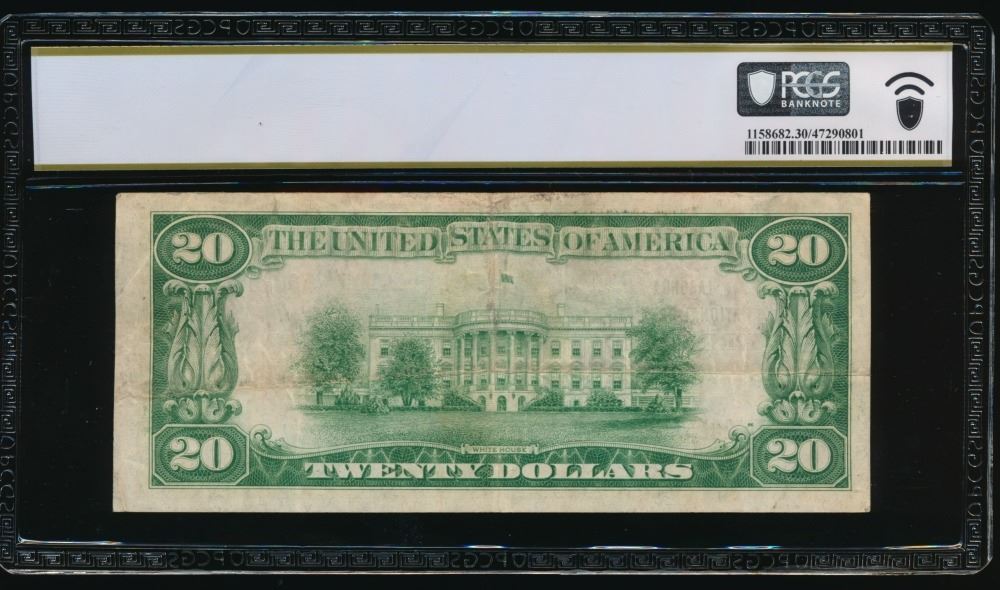 PCGS
BANKNOTE
1158682.30/47290801
20 THE UNITED STATES OF AMERICA 20
WHITE HOUSE
20 TWENTY DOLLARS 20